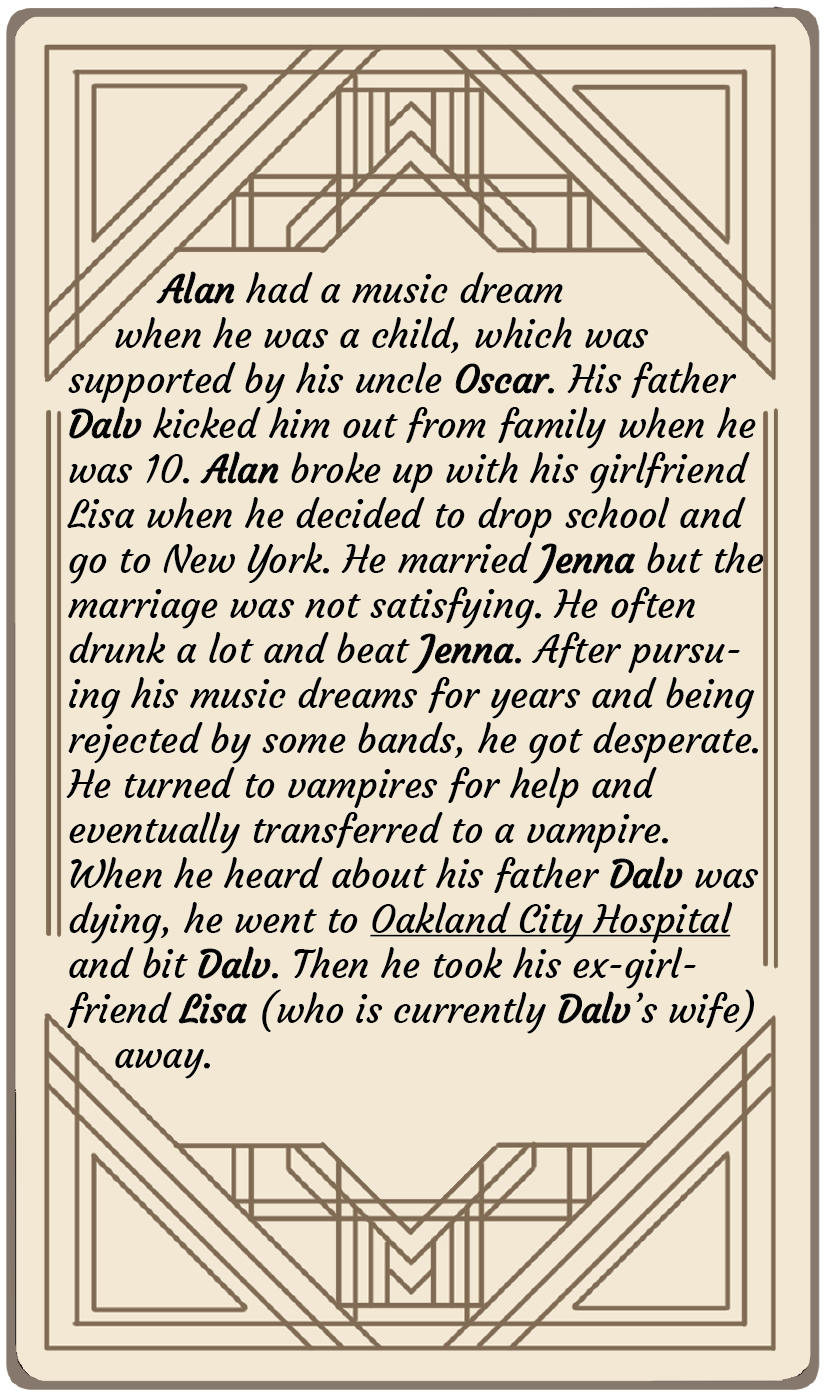 Alan had a music dream
when he was a child, which was
supported by his uncle Oscar. His father
Dalv kicked him out from family when he
was 10. Alan broke up with his girlfriend
Lisa when he decided to drop school and
go to New York. He married Jenna but the
marriage was not satisfying. He often
drunk a lot and beat Jenna. After pursu-
ing his music dreams for years and being
rejected by some bands, he got desperate.
He turned to vampires for help and
eventually transferred to a vampire.
When he heard about his father Dalv was
dying, he went to Oakland City Hospital
and bit Dalv. Then he took his ex-girl-
friend Lisa (who is currently Dalv's wife)
away.